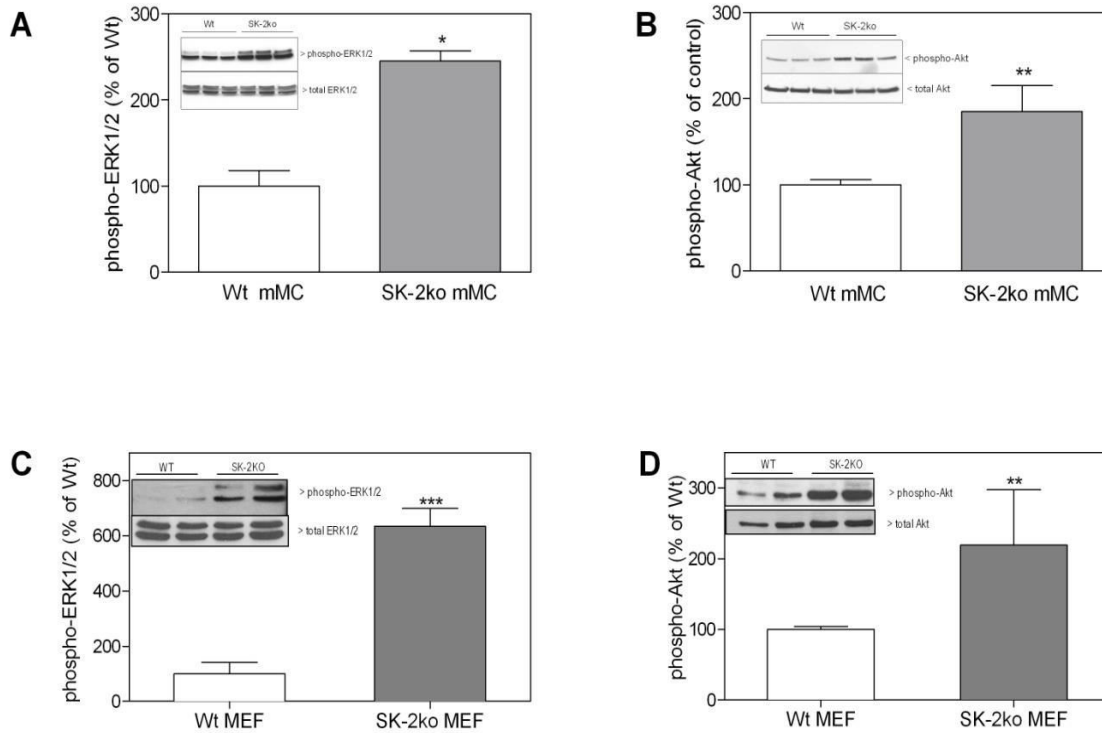 A
phospho-ERK1/2 (% of Wt)
300
200
100
0
Wt SK-2ko
> phospho-ERK1/2
> total ERK1/2
*
Wt mMC SK-2ko mMC
B
phospho-Akt (% of control)
300
200
100
0
Wt SK-2ko
< phospho-Akt
< total Akt
**
Wt mMC SK-2ko mMC
C
phospho-ERK1/2 (% of Wt)
800
600
400
200
0
WT SK-2KO
> phospho-ERK1/2
> total ERK1/2
***
Wt MEF SK-2ko MEF
D
phospho-Akt (% of Wt)
300
200
100
0
WT SK-2KO
> phospho-Akt
> total Akt
**
Wt MEF SK-2ko MEF